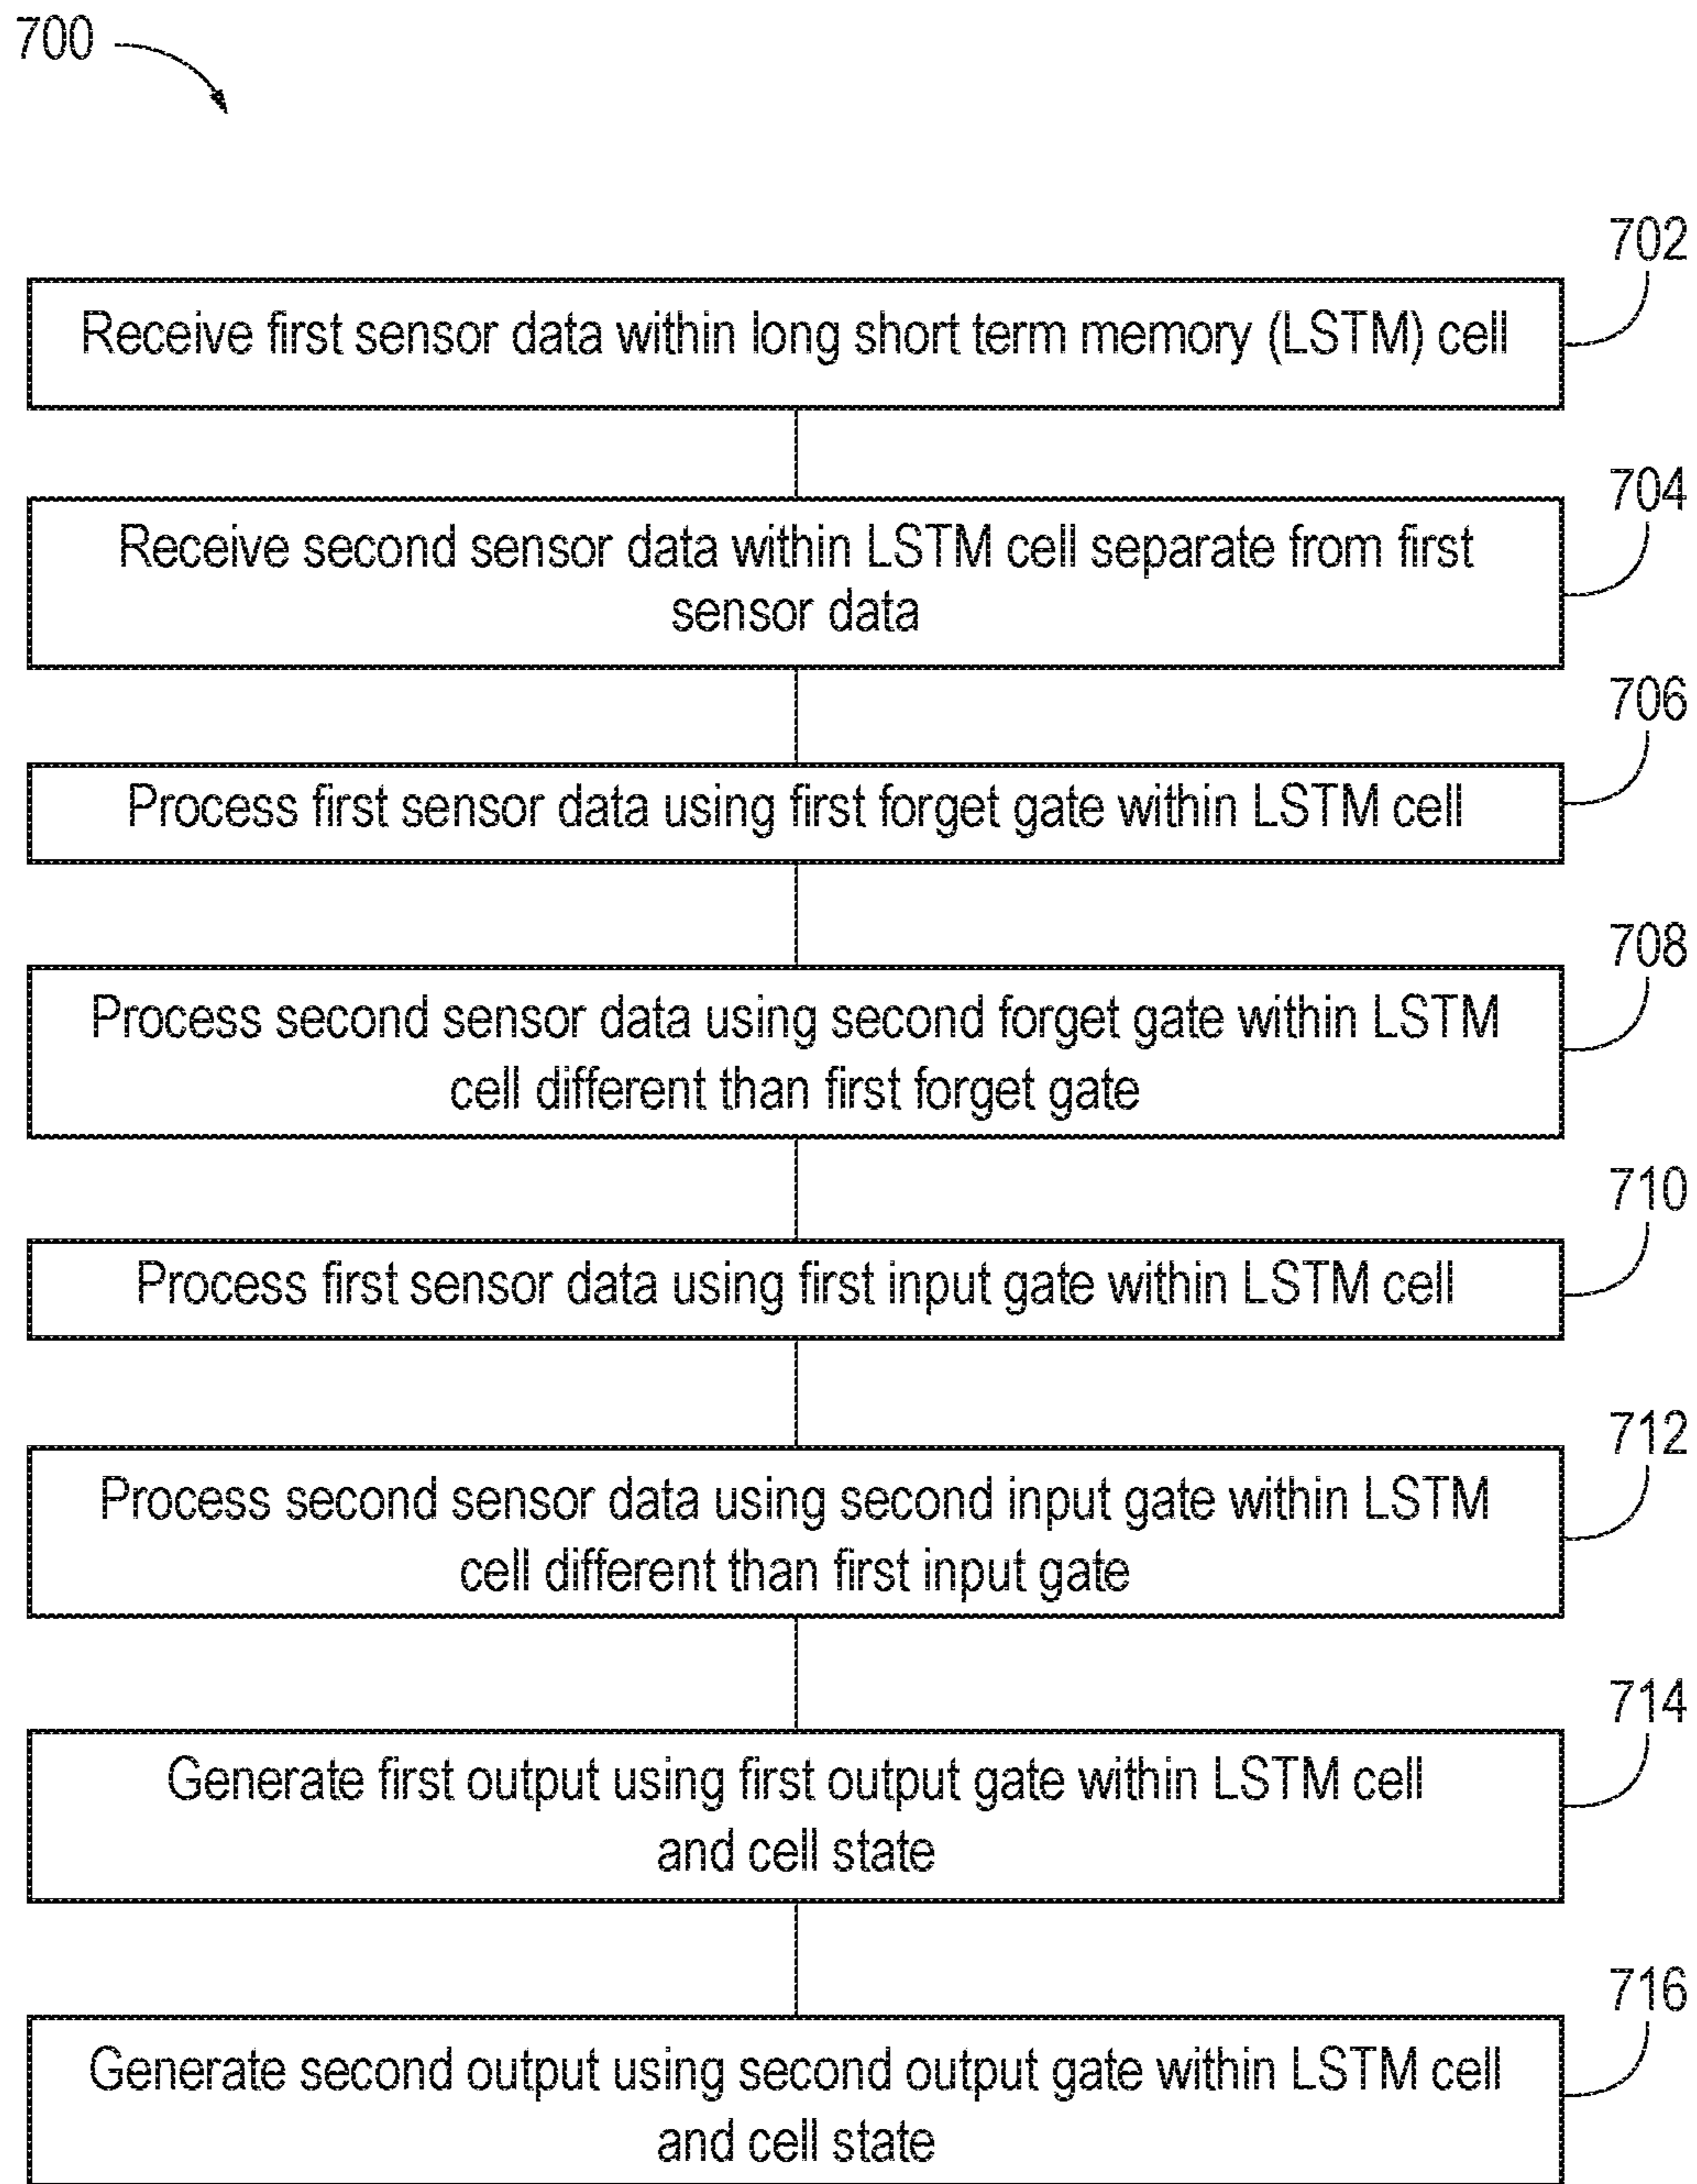 700
702
Receive first sensor data within long short term memory (LSTM) cell
704
Receive second sensor data within LSTM cell separate from first
sensor data
706
Process first sensor data using first forget gate within LSTM cell
708
Process second sensor data using second forget gate within LSTM
cell different than first forget gate
710
Process first sensor data using first input gate within LSTM cell
712
Process second sensor data using second input gate within LSTM
cell different than first input gate
714
Generate first output using first output gate within LSTM cell
and cell state
716
Generate second output using second output gate within LSTM cell
and cell state